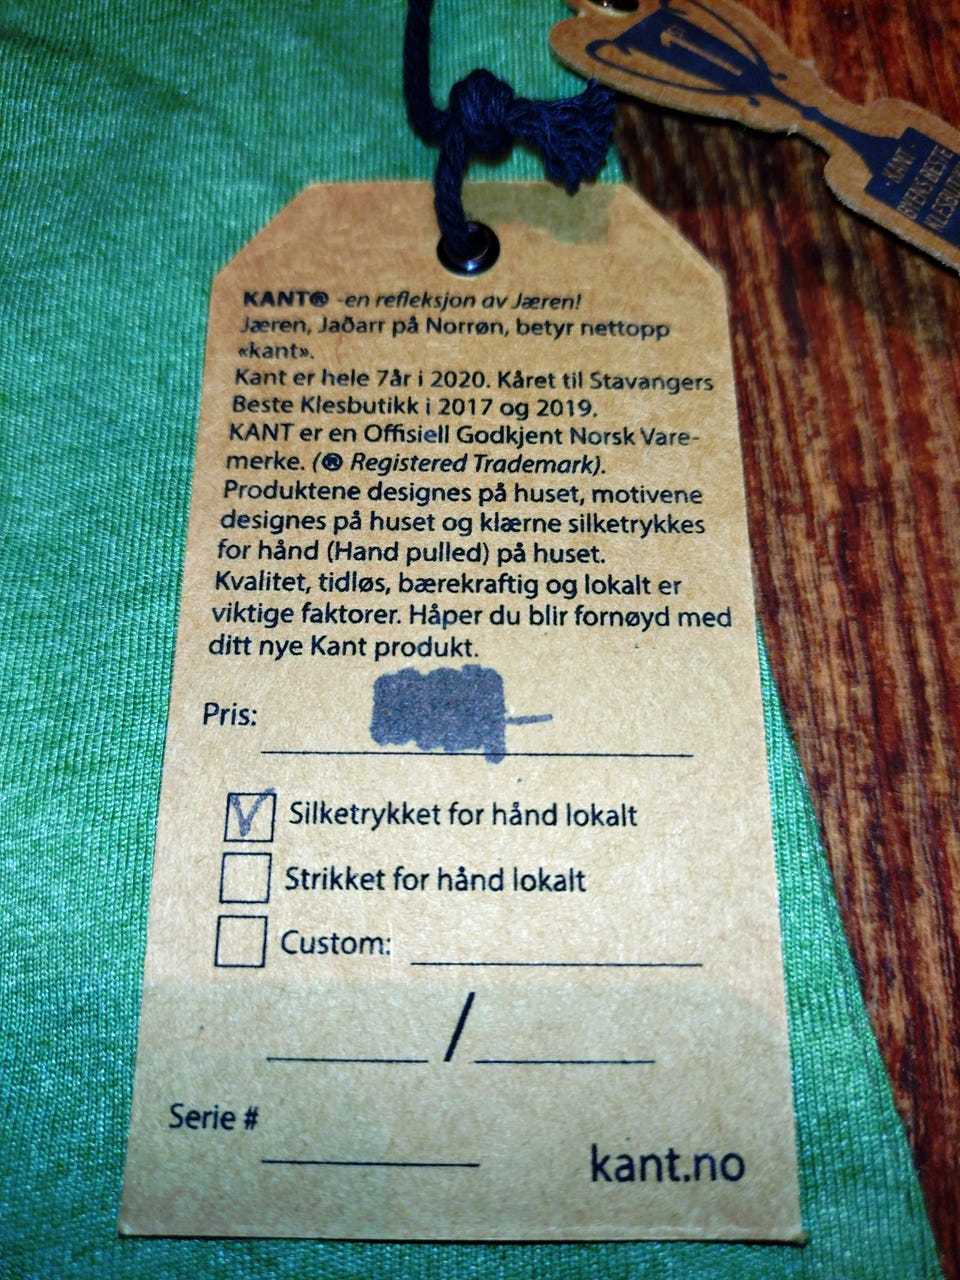 - KANT -
BYENS BESTE
KLESBUTIKK
KANT® -en refleksjon av Jæren!
Jæren, Jaðarr på Norrøn, betyr nettopp
«kant».
Kant er hele 7år i 2020. Kåret til Stavangers
Beste Klesbutikk i 2017 og 2019.
KANT er en Offisiell Godkjent Norsk Vare-
merke. (® Registered Trademark).
Produktene designes på huset, motivene
designes på huset og klærne silketrykkes
for hånd (Hand pulled) på huset.
Kvalitet, tidløs, bærekraftig og lokalt er
viktige faktorer. Håper du blir fornøyd med
ditt nye Kant produkt.
Pris:
Silketrykket for hånd lokalt
Strikket for hånd lokalt
Custom:
/
Serie #
kant.no